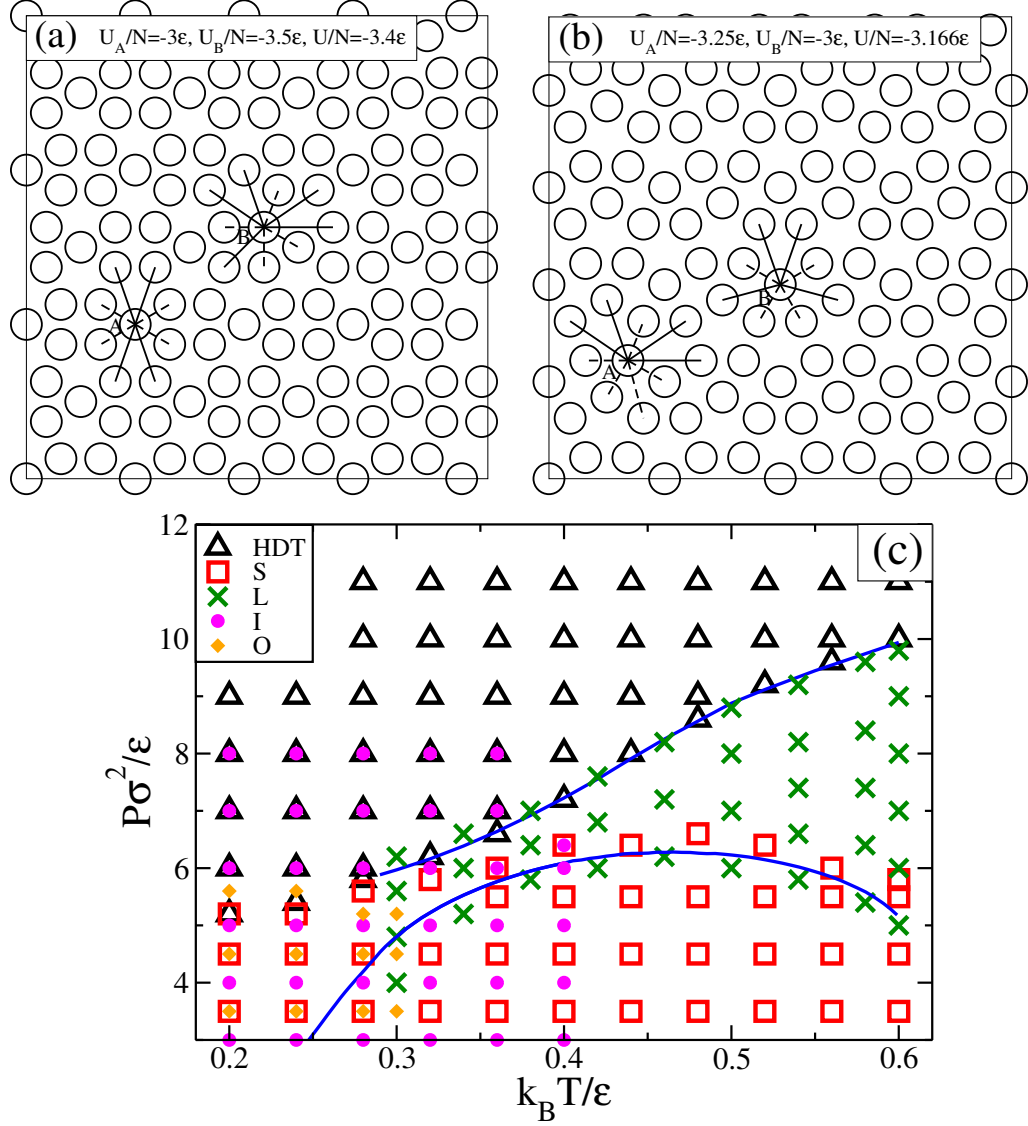 (a) U_A/N=-3ε, U_B/N=-3.5ε, U/N=-3.4ε
B
A
(b) U_A/N=-3.25ε, U_B/N=-3ε, U/N=-3.166ε
B
A
(c)
HDT
S
L
I
O
12
10
8
6
4
Pσ²/ε
0.2 0.3 0.4 0.5 0.6
k_BT/ε